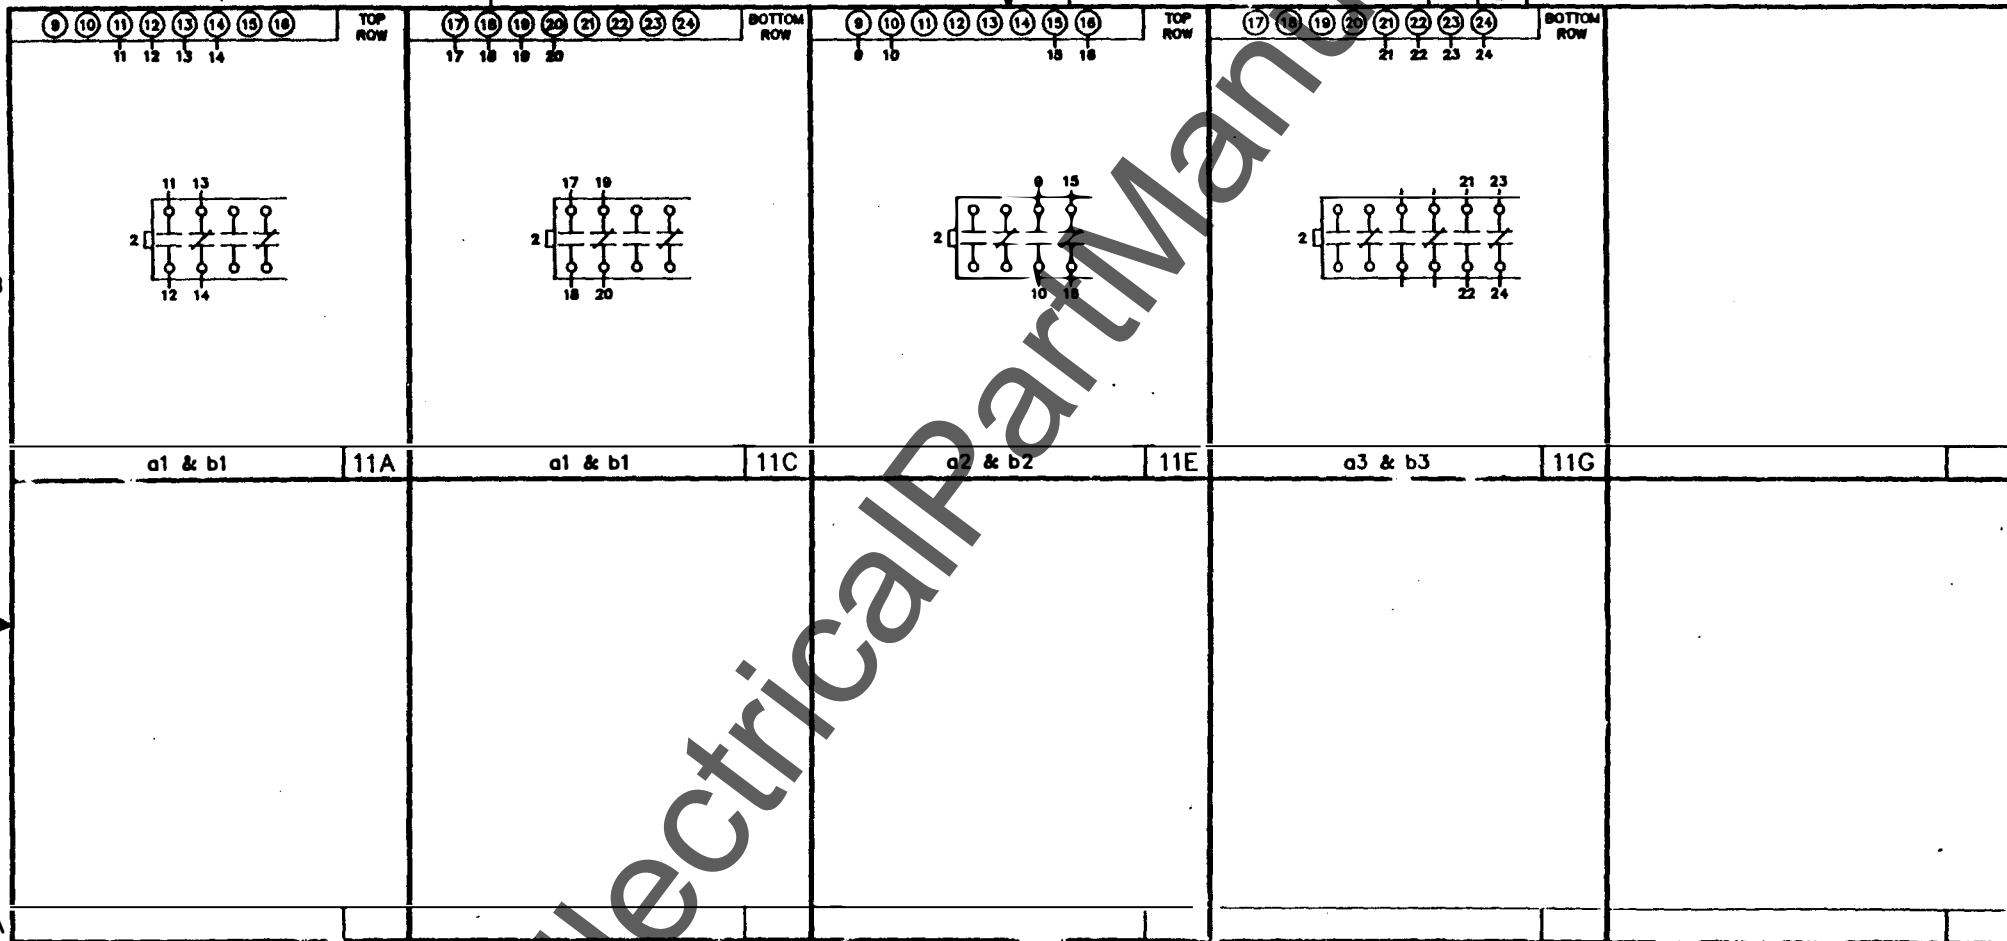 9 10 11 12 13 14 15 16 TOP ROW
11 12 13 14
17 18 19 20 21 22 23 24 BOTTOM ROW
17 18 19 20
9 10 11 12 13 14 15 16 TOP ROW
9 10 15 16
17 18 19 20 21 22 23 24 BOTTOM ROW
21 22 23 24
11 13
2
12 14
17 19
2
18 20
9 15
2
10 16
21 23
2
22 24
a1 & b1 11A
a1 & b1 11C
a2 & b2 11E
a3 & b3 11G
lectricalPartManu